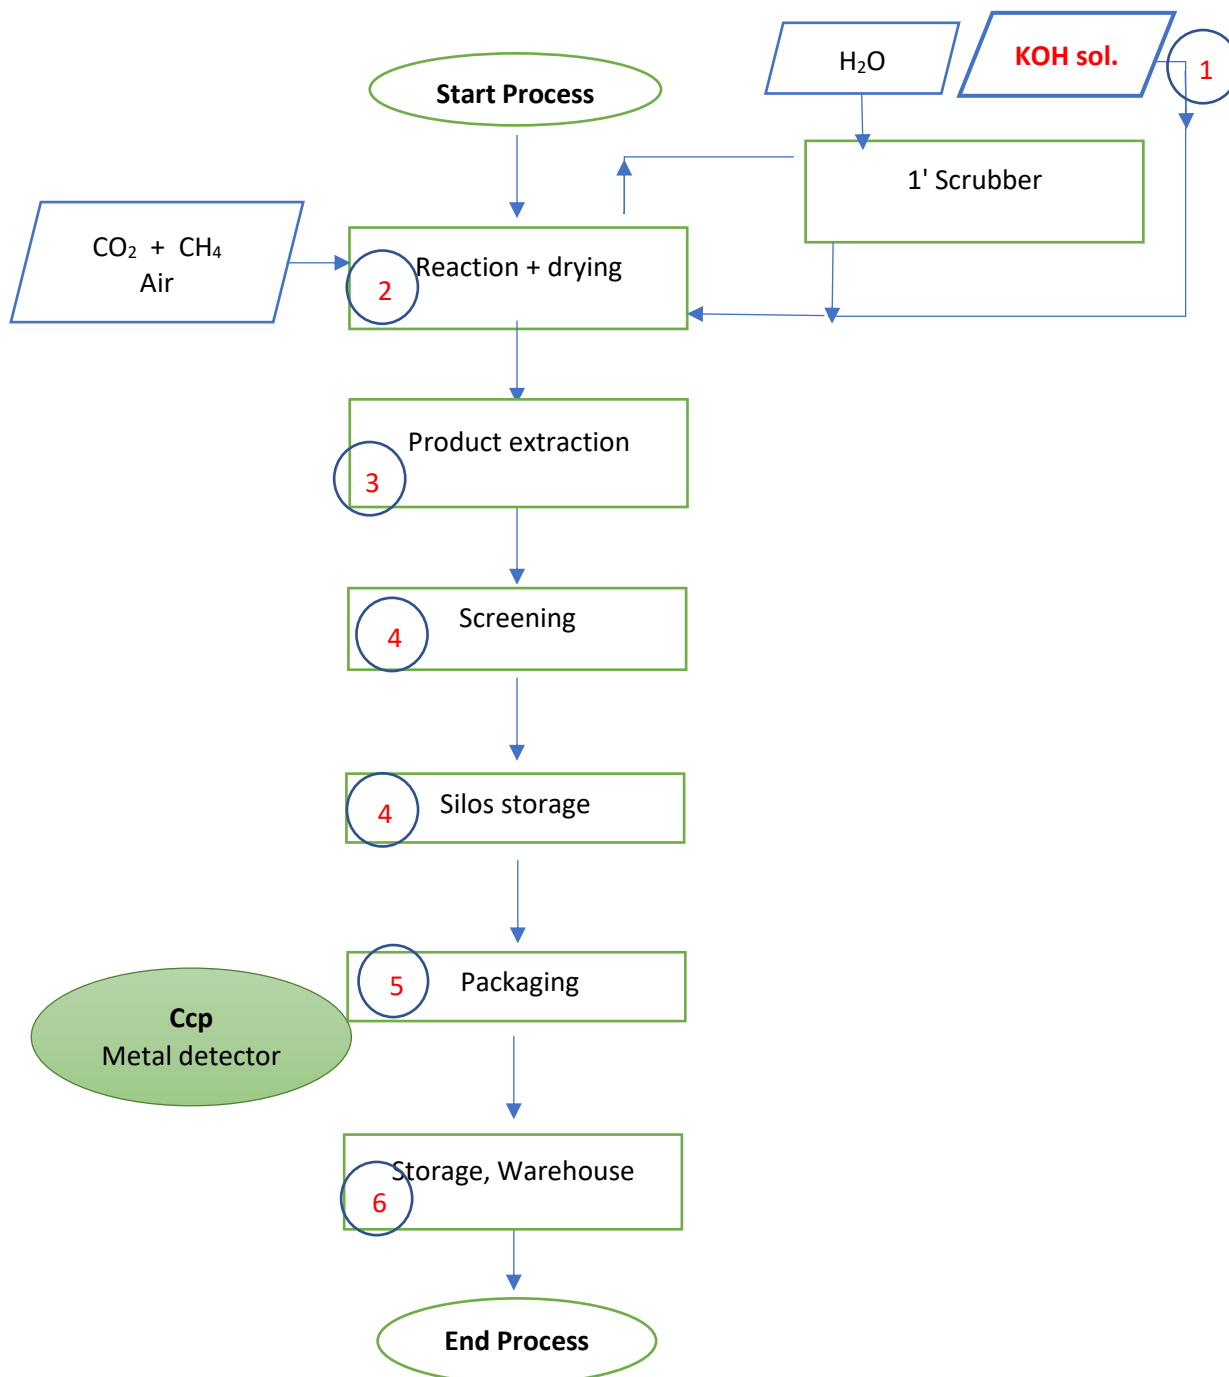 H₂O
KOH sol.
1
Start Process
1' Scrubber
CO₂ + CH₄
Air
Reaction + drying
2
Product extraction
3
Screening
4
Silos storage
4
Packaging
5
Ccp
Metal detector
Storage, Warehouse
6
End Process